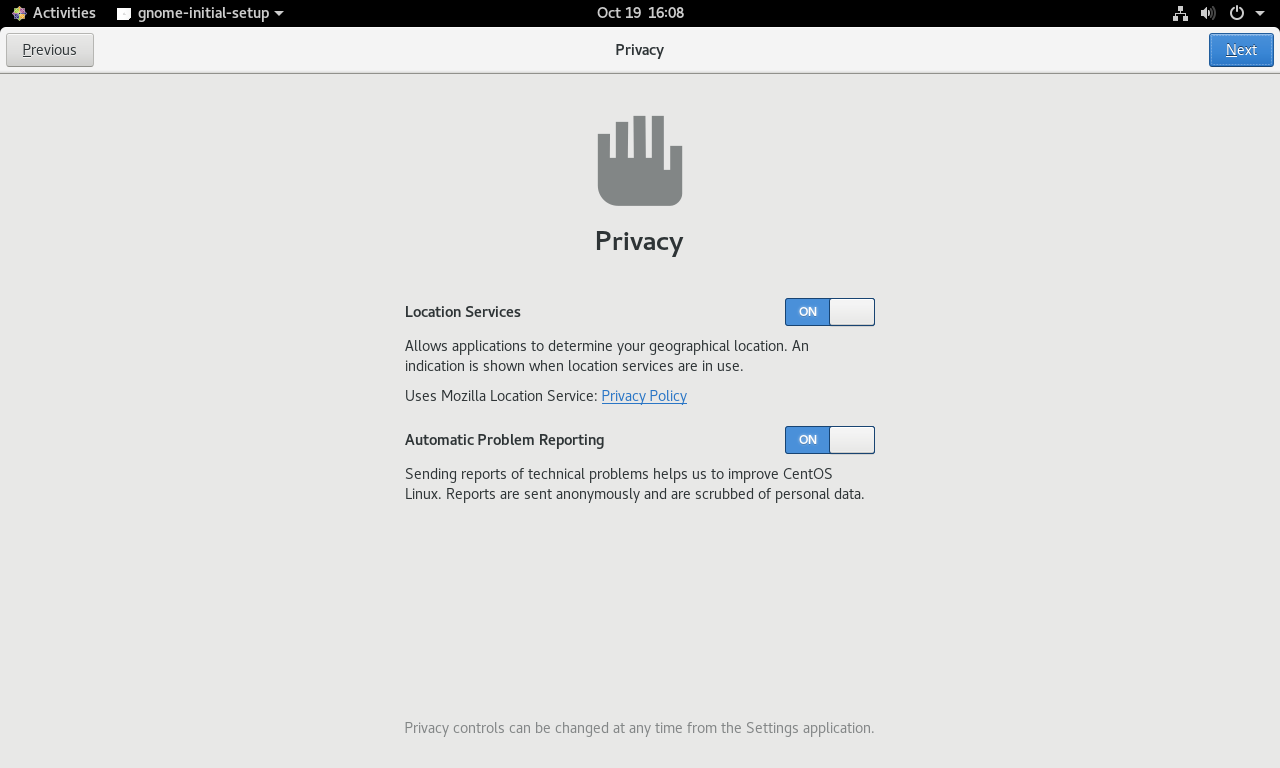 Activities gnome-initial-setup Oct 19 16:08
Previous Privacy Next
Privacy
Location Services ON
Allows applications to determine your geographical location. An
indication is shown when location services are in use.
Uses Mozilla Location Service: Privacy Policy
Automatic Problem Reporting ON
Sending reports of technical problems helps us to improve CentOS
Linux. Reports are sent anonymously and are scrubbed of personal data.
Privacy controls can be changed at any time from the Settings application.